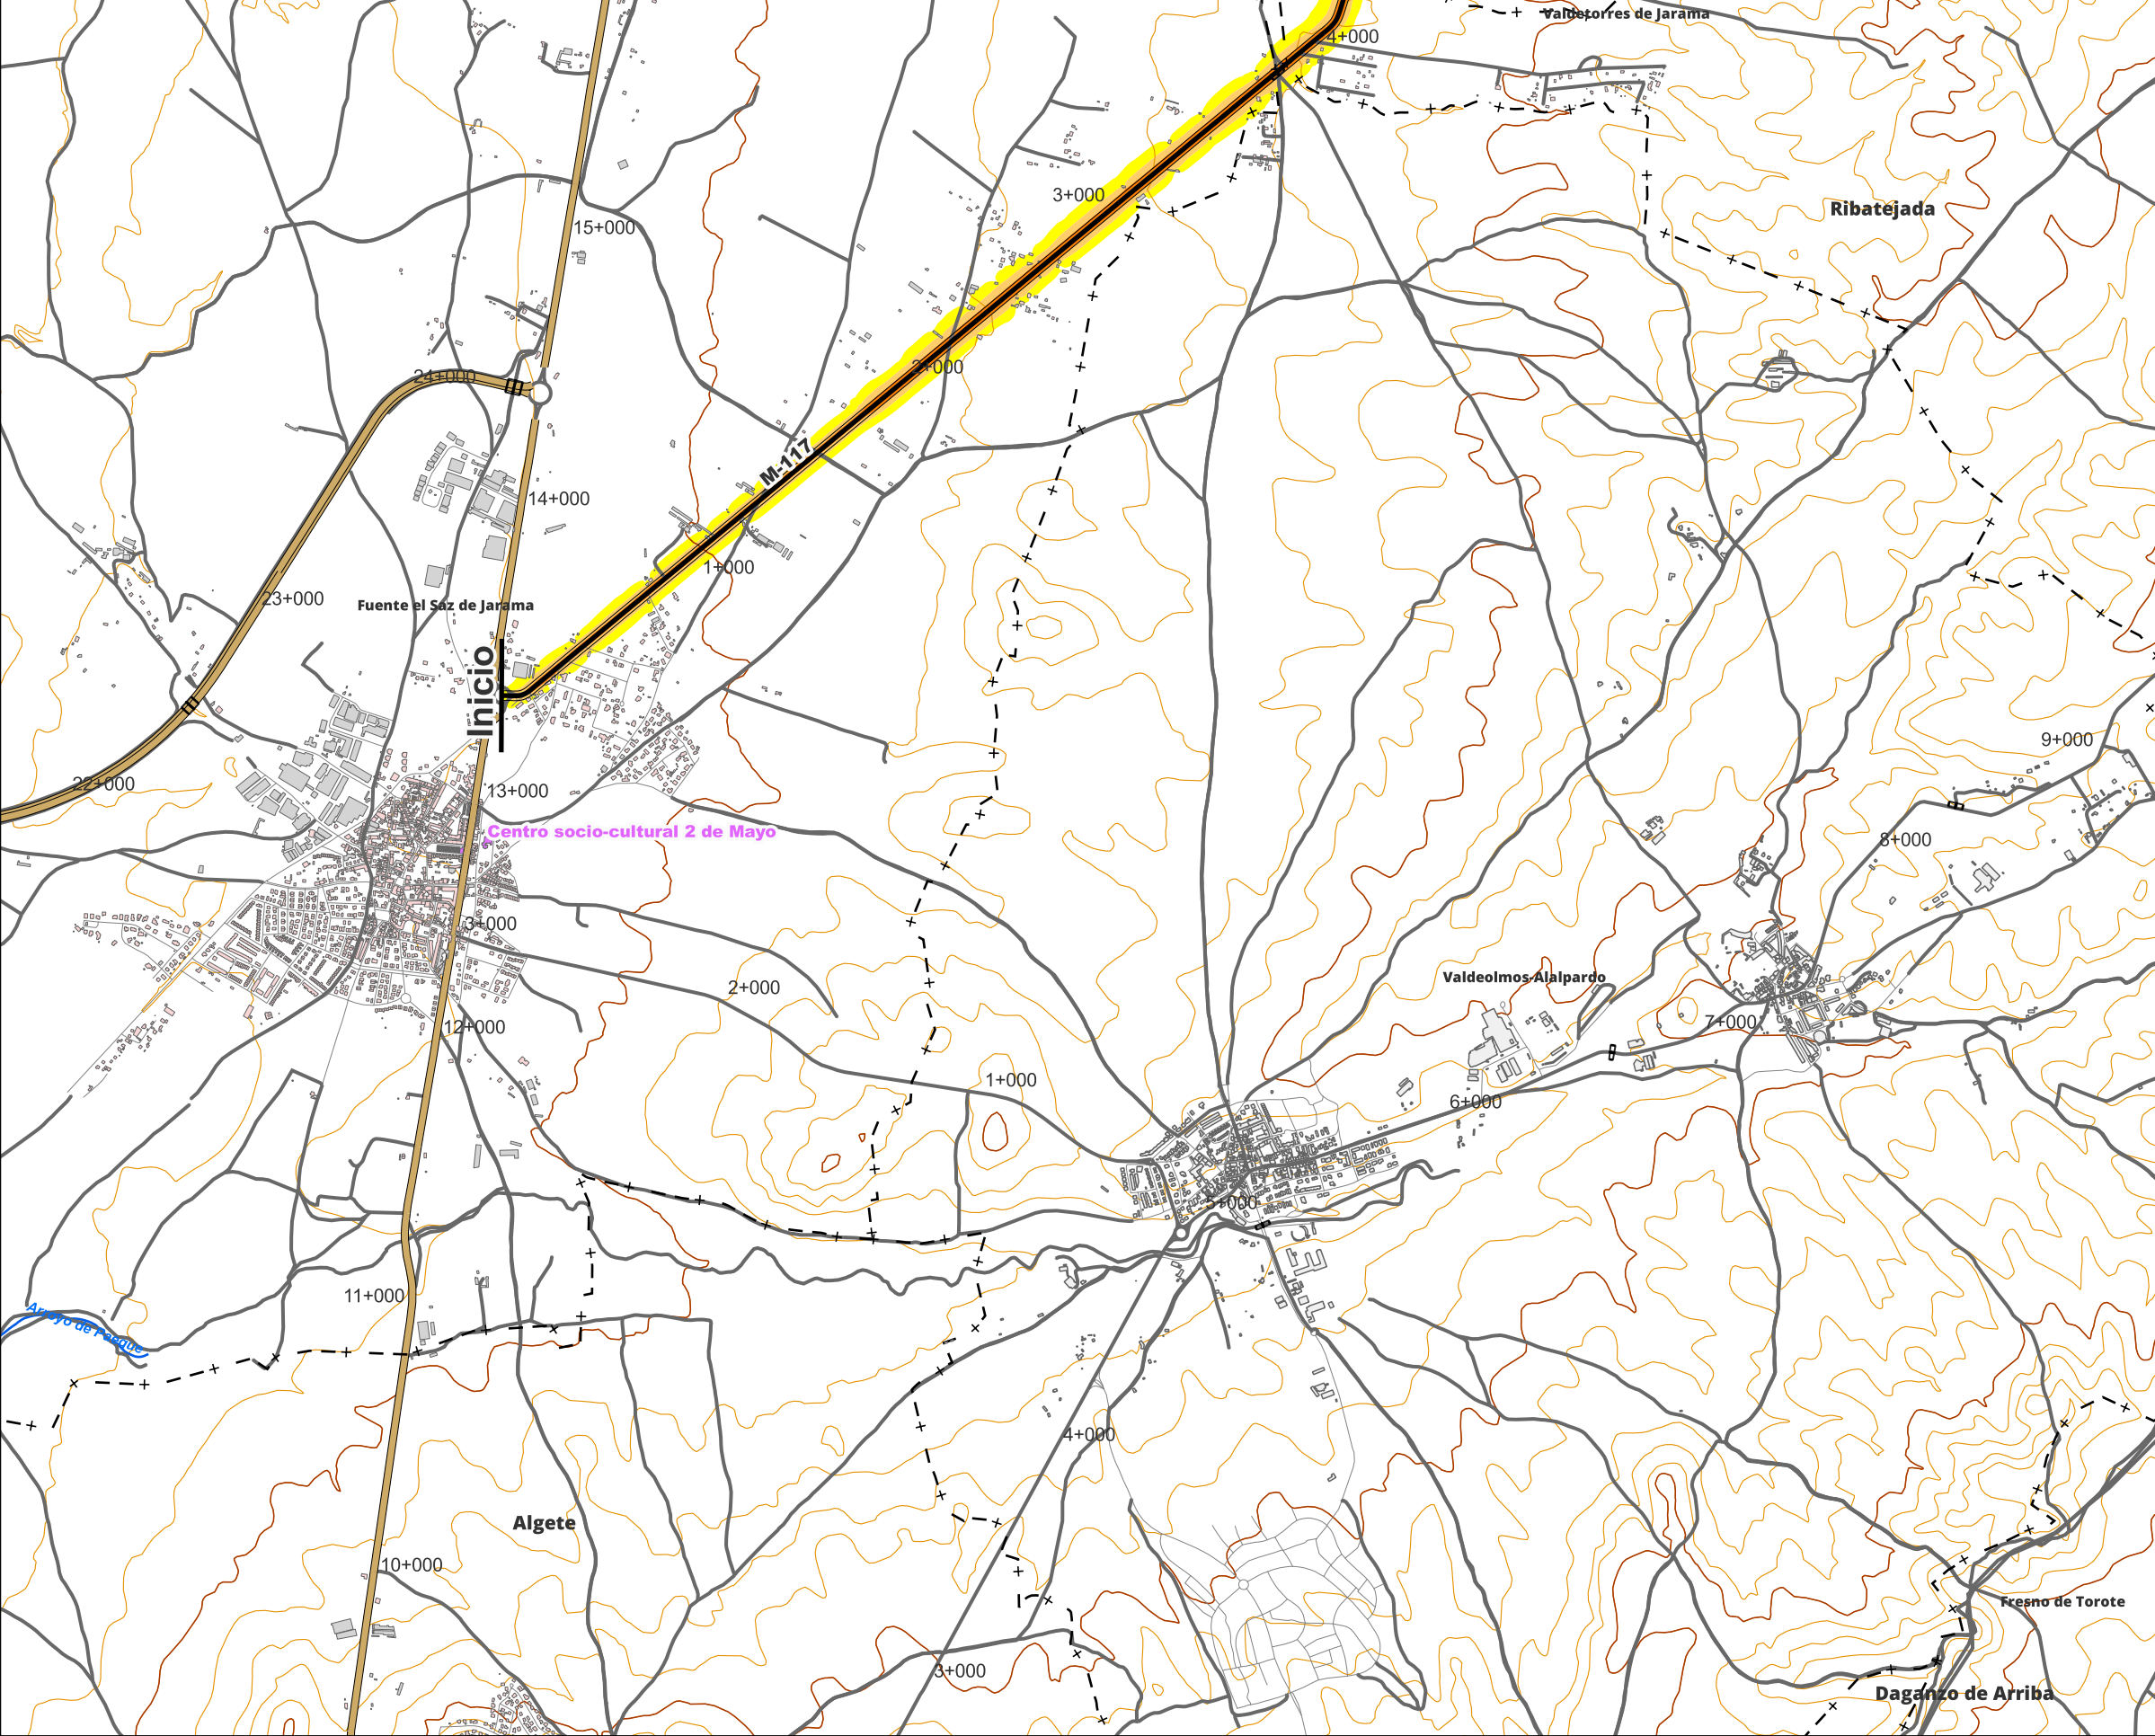 Valdetorres de Jarama
4+000
3+000
Ribatejada
15+000
24+000
2+000
M-117
14+000
1+000
23+000
Fuente el Saz de Jarama
Inicio
9+000
22+000
13+000
Centro socio-cultural 2 de Mayo
8+000
3+000
Valdeolmos-Alalpardo
2+000
7+000
12+000
1+000
6+000
5+000
11+000
Arroyo de Paeque
4+000
Algete
10+000
Fresno de Torote
3+000
Daganzo de Arriba